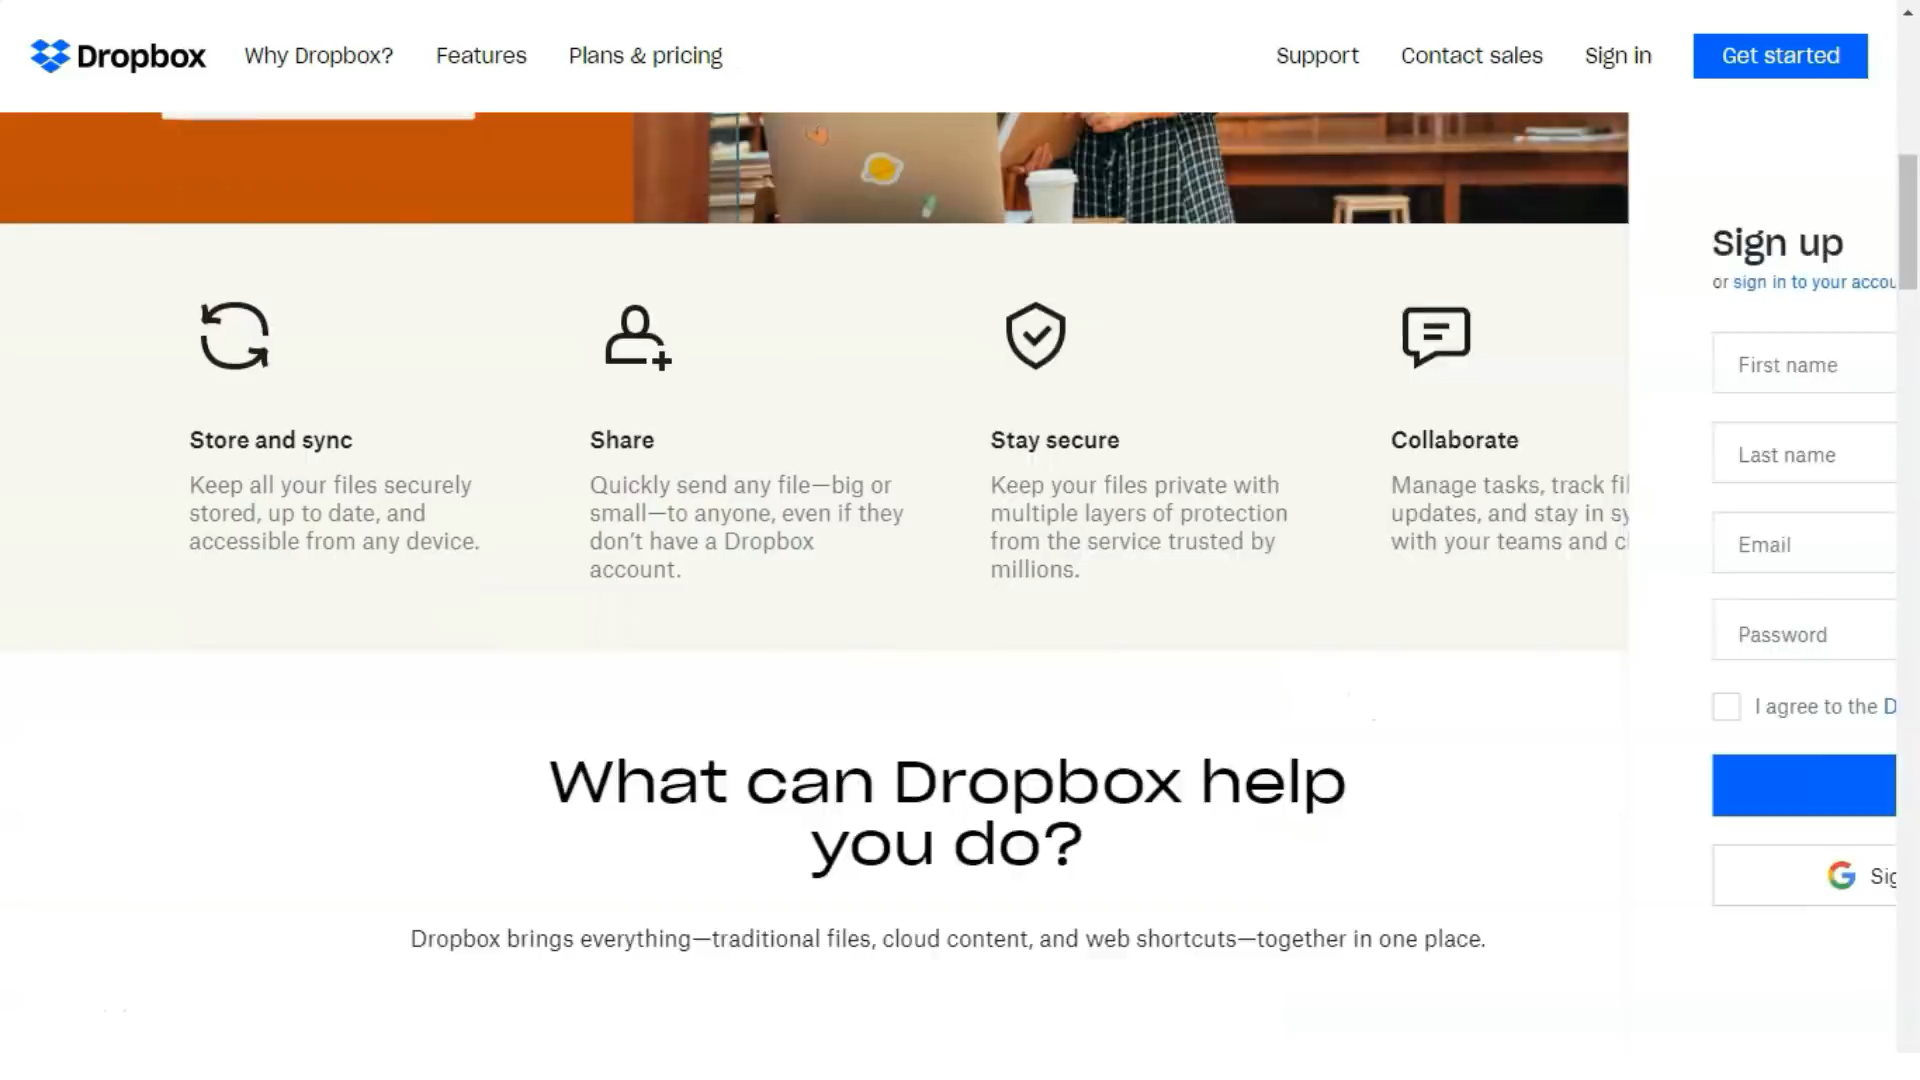 Dropbox Why Dropbox? Features Plans & pricing Support Contact sales Sign in Get started
Store and sync
Keep all your files securely
stored, up to date, and
accessible from any device.
Share
Quickly send any file—big or
small—to anyone, even if they
don't have a Dropbox
account.
Stay secure
Keep your files private with
multiple layers of protection
from the service trusted by
millions.
Collaborate
Manage tasks, track
updates, and stay in
with your teams and
What can Dropbox help
you do?
Dropbox brings everything—traditional files, cloud content, and web shortcuts—together in one place.
Sign up
or sign in to your
First name
Last name
Email
Password
I agree to the